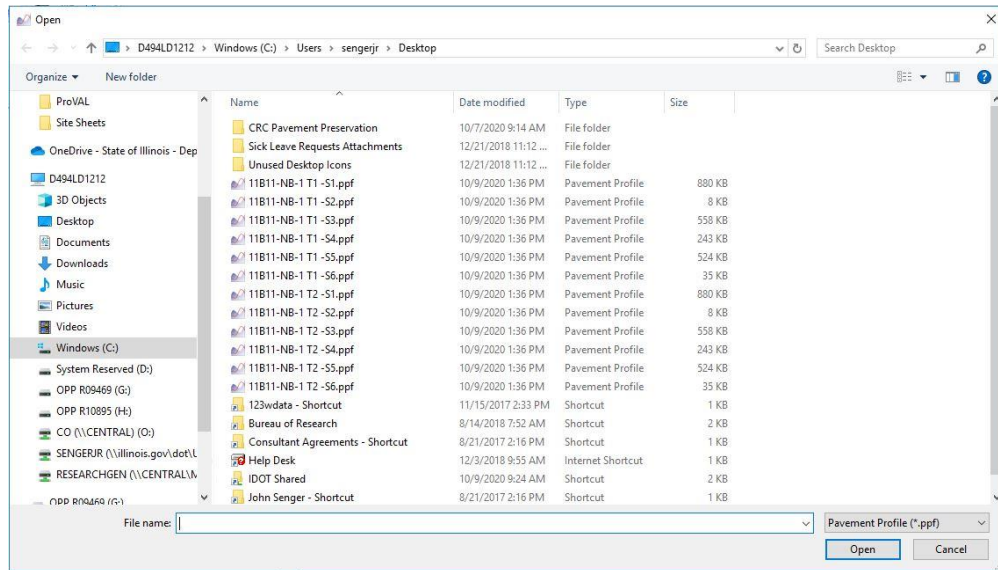 Open
D494LD1212 > Windows (C:) > Users > sengerjr > Desktop
Search Desktop
Organize
New folder
ProVAL
Site Sheets
OneDrive - State of Illinois - Dep
D494LD1212
3D Objects
Desktop
Documents
Downloads
Music
Pictures
Videos
Windows (C:)
System Reserved (D:)
OPP R09469 (G:)
OPP R10895 (H:)
CO (\\CENTRAL) (O:)
SENGERJR (\\illinois.gov\dot\U
RESEARCHGEN (\\CENTRAL\M
OPP R09469 (G:)
Name Date modified Type Size
CRC Pavement Preservation 10/7/2020 9:14 AM File folder
Sick Leave Requests Attachments 12/21/2018 11:12 ... File folder
Unused Desktop Icons 12/21/2018 11:12 ... File folder
11B11-NB-1 T1 -S1.ppf 10/9/2020 1:36 PM Pavement Profile 880 KB
11B11-NB-1 T1 -S2.ppf 10/9/2020 1:36 PM Pavement Profile 8 KB
11B11-NB-1 T1 -S3.ppf 10/9/2020 1:36 PM Pavement Profile 558 KB
11B11-NB-1 T1 -S4.ppf 10/9/2020 1:36 PM Pavement Profile 243 KB
11B11-NB-1 T1 -S5.ppf 10/9/2020 1:36 PM Pavement Profile 524 KB
11B11-NB-1 T1 -S6.ppf 10/9/2020 1:36 PM Pavement Profile 35 KB
11B11-NB-1 T2 -S1.ppf 10/9/2020 1:36 PM Pavement Profile 880 KB
11B11-NB-1 T2 -S2.ppf 10/9/2020 1:36 PM Pavement Profile 8 KB
11B11-NB-1 T2 -S3.ppf 10/9/2020 1:36 PM Pavement Profile 558 KB
11B11-NB-1 T2 -S4.ppf 10/9/2020 1:36 PM Pavement Profile 243 KB
11B11-NB-1 T2 -S5.ppf 10/9/2020 1:36 PM Pavement Profile 524 KB
11B11-NB-1 T2 -S6.ppf 10/9/2020 1:36 PM Pavement Profile 35 KB
123wdata - Shortcut 11/15/2017 2:33 PM Shortcut 1 KB
Bureau of Research 8/14/2018 7:52 AM Shortcut 2 KB
Consultant Agreements - Shortcut 8/21/2017 2:16 PM Shortcut 1 KB
Help Desk 12/3/2018 9:55 AM Internet Shortcut 1 KB
IDOT Shared 10/9/2020 9:24 AM Shortcut 2 KB
John Senger - Shortcut 8/21/2017 2:16 PM Shortcut 1 KB
File name:
Pavement Profile (*.ppf)
Open
Cancel